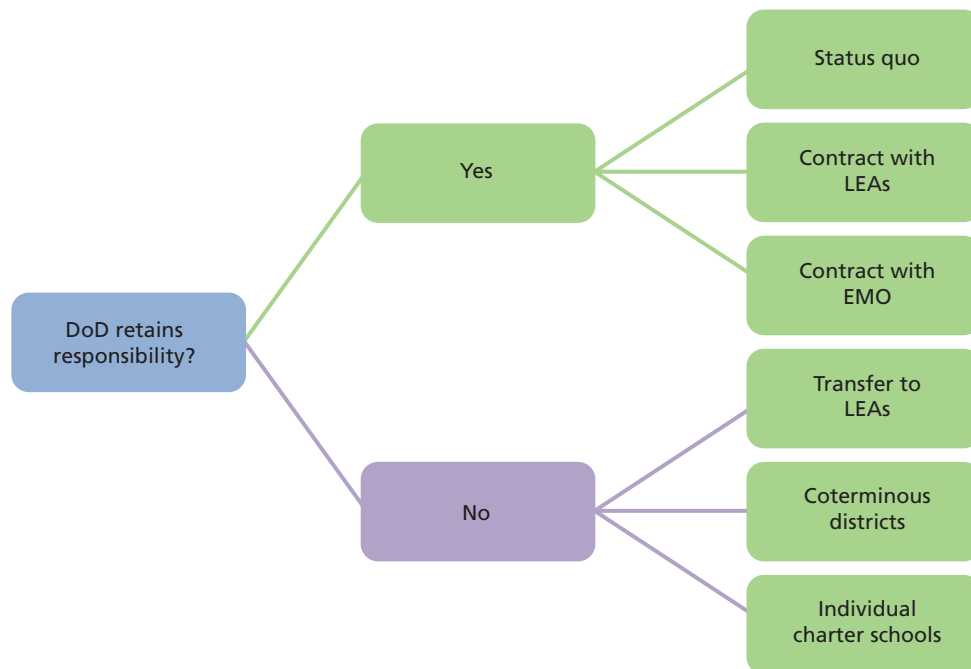 DoD retains
responsibility?
Yes
Status quo
Contract with
LEAs
Contract with
EMO
No
Transfer to
LEAs
Coterminous
districts
Individual
charter schools